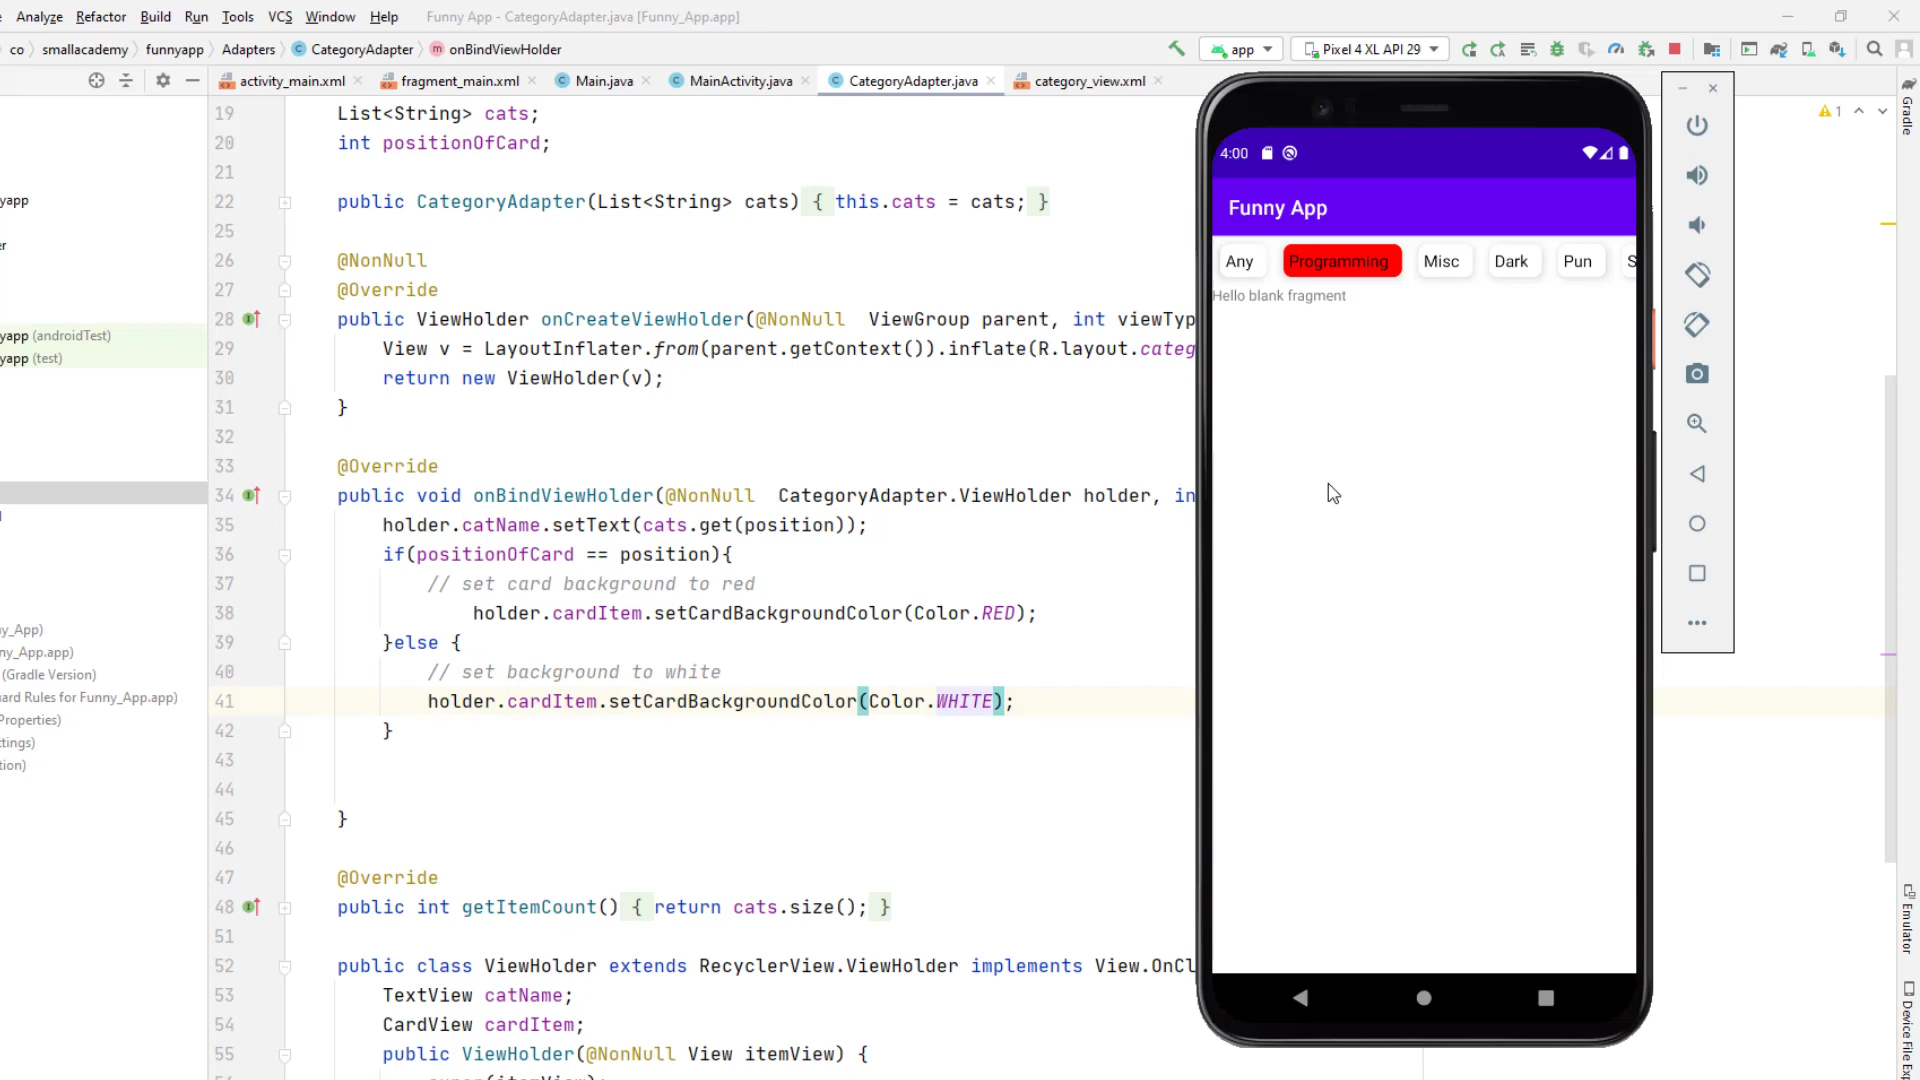 Analyze Refactor Build Run Tools VCS Window Help Funny App - CategoryAdapter.java [Funny_App.app]
co smallacademy funnyapp Adapters CategoryAdapter onBindViewHolder app Pixel 4 XL API 29
activity_main.xml fragment_main.xml Main.java MainActivity.java CategoryAdapter.java category_view.xml
19 List<String> cats;
20 int positionOfCard;
21
22 public CategoryAdapter(List<String> cats) { this.cats = cats; }
25
26 @NonNull
27 @Override
28 public ViewHolder onCreateViewHolder(@NonNull ViewGroup parent, int viewTyp
29 View v = LayoutInflater.from(parent.getContext()).inflate(R.layout.categ
30 return new ViewHolder(v);
31 }
32
33 @Override
34 public void onBindViewHolder(@NonNull CategoryAdapter.ViewHolder holder, in
35 holder.catName.setText(cats.get(position));
36 if(positionOfCard == position){
37 // set card background to red
38 holder.cardItem.setCardBackgroundColor(Color.RED);
39 }else {
40 // set background to white
41 holder.cardItem.setCardBackgroundColor(Color.WHITE);
42 }
43
44
45 }
46
47 @Override
48 public int getItemCount() { return cats.size(); }
51
52 public class ViewHolder extends RecyclerView.ViewHolder implements View.OnCl
53 TextView catName;
54 CardView cardItem;
55 public ViewHolder(@NonNull View itemView) {
super(itemView);
yapp
er
yapp (androidTest)
yapp (test)
ny_App)
ny_App.app)
(Gradle Version)
uard Rules for Funny_App.app)
Properties)
ttings)
tion)
4:00
Funny App
Any Programming Misc Dark Pun S
Hello blank fragment
1
Gradle
Emulator
Device File Exp